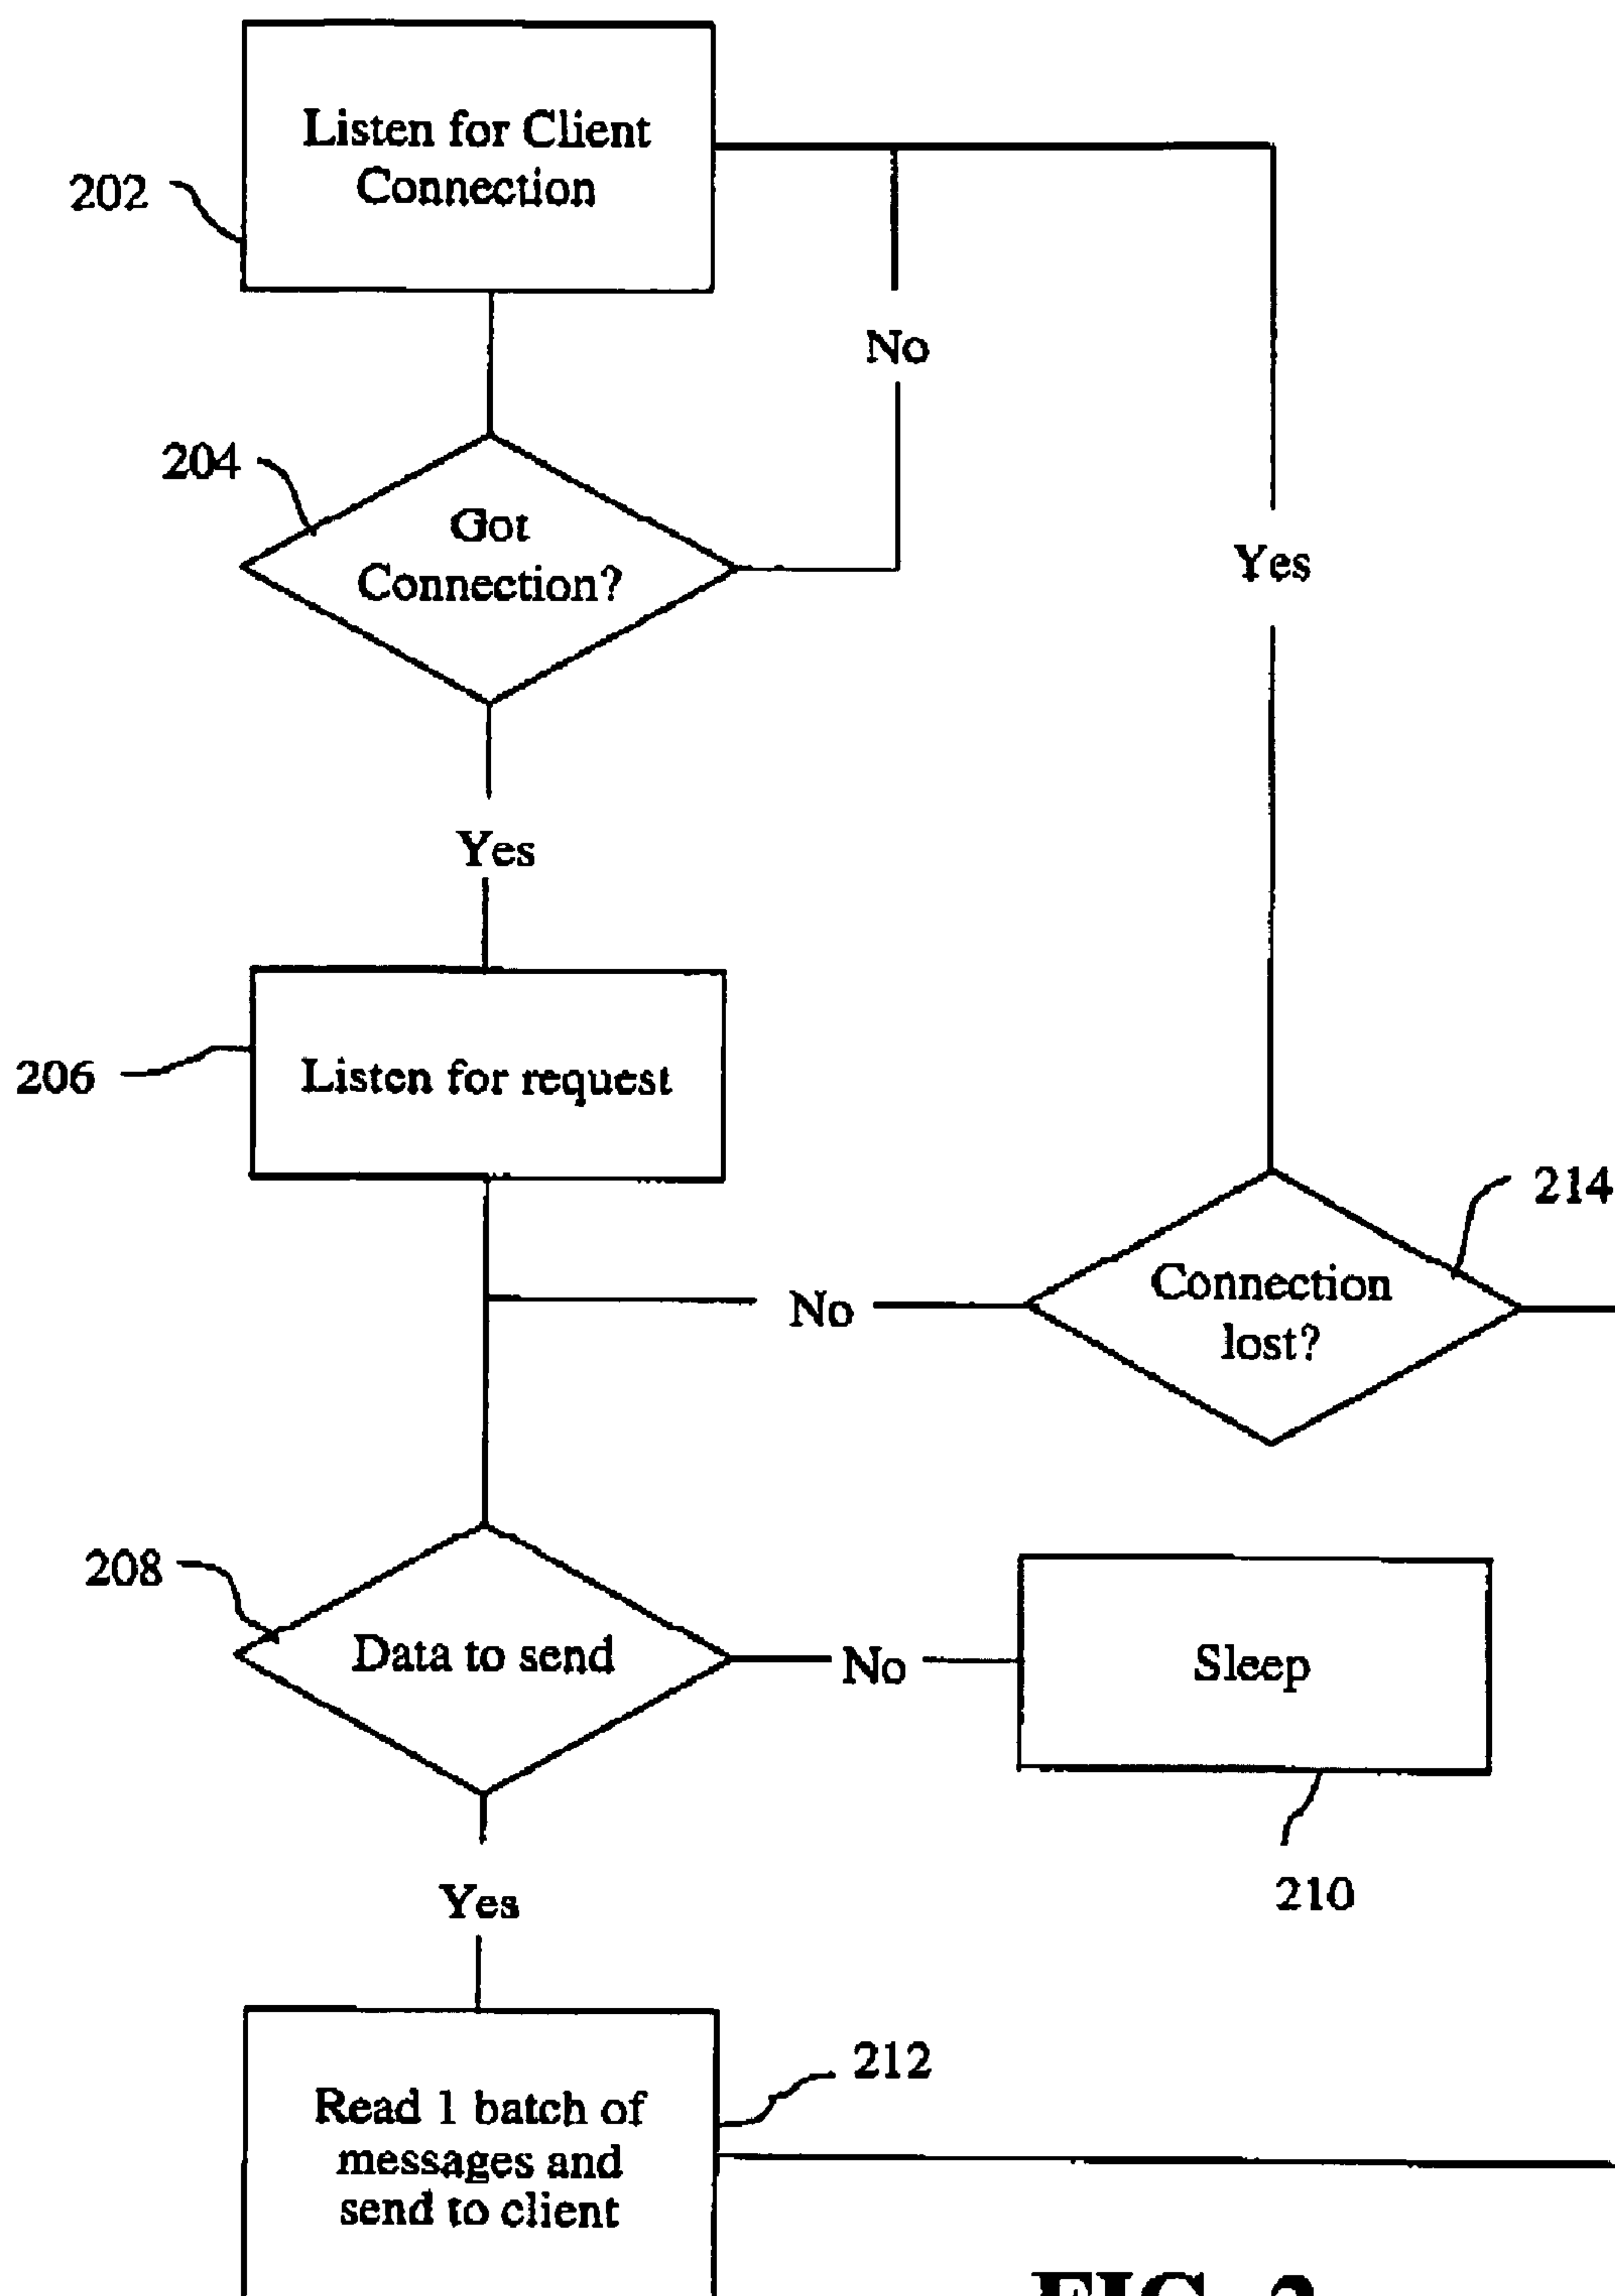 Listen for Client
Connection
202
No
204
Got
Connection?
Yes
Yes
206
Listen for request
214
No
Connection
lost?
208
Data to send
No
Sleep
210
Yes
212
Read 1 batch of
messages and
send to client